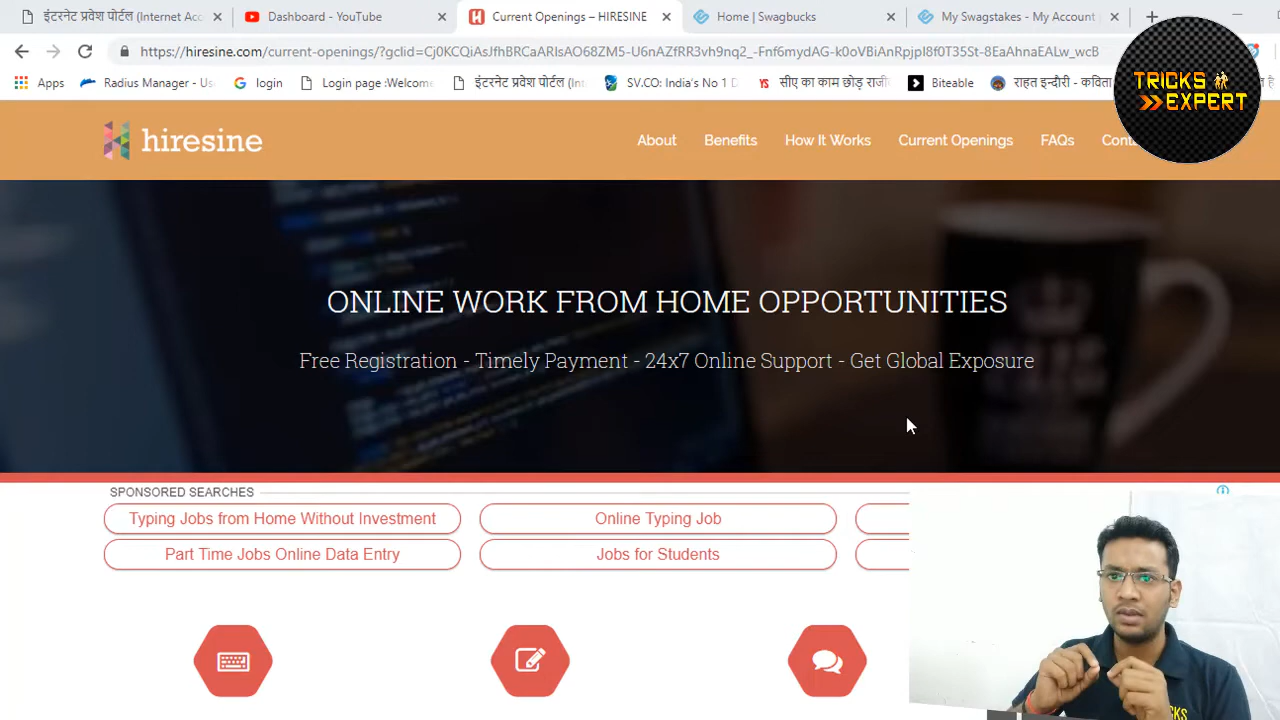 इंटरनेट प्रवेश पोर्टल (Internet Acc
Dashboard - YouTube
Current Openings – HIRESINE
Home | Swagbucks
My Swagstakes - My Account |
https://hiresine.com/current-openings/?gclid=Cj0KCQiAsJfhBRCaARIsAO68ZM5-U6nAZfRR3vh9nq2_-Fnf6mydAG-k0oVBiAnRpjpI8f0T35St-8EaAhnaEALw_wcB
Apps
Radius Manager - Us
login
Login page :Welcome
इंटरनेट प्रवेश पोर्टल (Int
SV.CO: India's No 1 D
सीए का काम छोड़ राजी
Biteable
राहत इन्दौरी - कविता
TRICKS
EXPERT
hiresine
About
Benefits
How It Works
Current Openings
FAQs
Conta
ONLINE WORK FROM HOME OPPORTUNITIES
Free Registration - Timely Payment - 24x7 Online Support - Get Global Exposure
SPONSORED SEARCHES
Typing Jobs from Home Without Investment
Online Typing Job
Part Time Jobs Online Data Entry
Jobs for Students